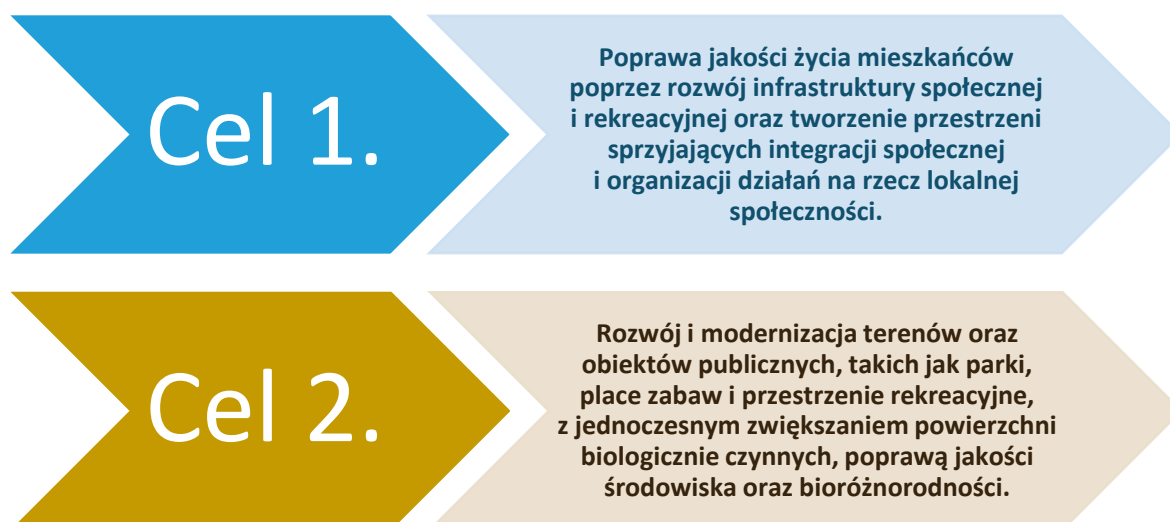 Cel 1.
Poprawa jakości życia mieszkańców
poprzez rozwój infrastruktury społecznej
i rekreacyjnej oraz tworzenie przestrzeni
sprzyjających integracji społecznej
i organizacji działań na rzecz lokalnej
społeczności.
Cel 2.
Rozwój i modernizacja terenów oraz
obiektów publicznych, takich jak parki,
place zabaw i przestrzenie rekreacyjne,
z jednoczesnym zwiększaniem powierzchni
biologicznie czynnych, poprawą jakości
środowiska oraz bioróżnorodności.